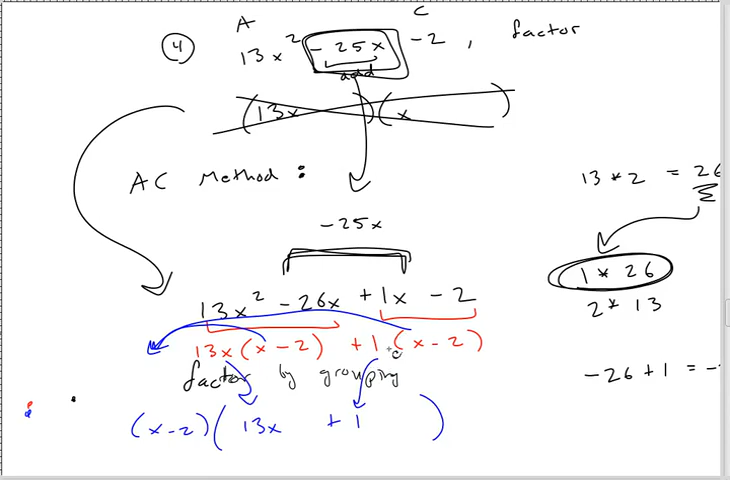 A C
④ 13x² - 25x - 2 , factor
add
(13x )(x )
AC Method :
13 * 2 = 26
-25x
1 * 26
2 * 13
13x² - 26x + 1x - 2
13x(x - 2) + 1(x - 2)
-26 + 1 = -
factor by grouping
(x-2)(13x + 1 )